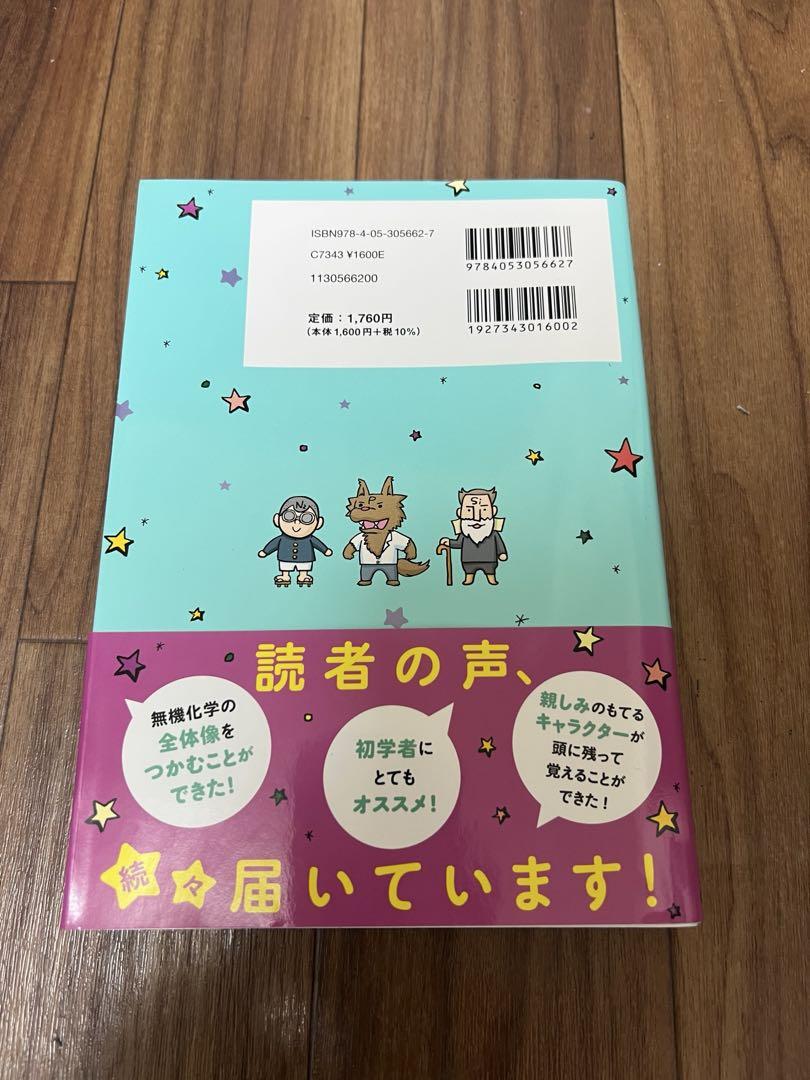 ISBN978-4-05-305662-7
C7343 ¥1600E
1130566200
定価：1,760円
（本体1,600円＋税10%）
9784053056627
1927343016002
Ni
P
Si
読者の声、
無機化学の
全体像を
つかむことが
できた！
初学者に
とても
オススメ！
親しみのもてる
キャラクターが
頭に残って
覚えることが
できた！
続々届いています！